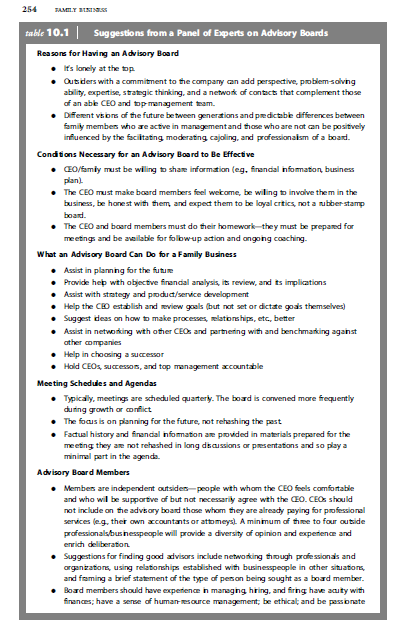 254 FAMILY BUSINESS
table 10.1 Suggestions from a Panel of Experts on Advisory Boards
Reasons for Having an Advisory Board
● It's lonely at the top.
● Outsiders with a commitment to the company can add perspective, problem-solving
ability, expertise, strategic thinking, and a network of contacts that complement those
of an able CEO and top-management team.
● Different visions of the future between generations and predictable differences between
family members who are active in management and those who are not can be positively
influenced by the facilitating, moderating, cajoling, and professionalism of a board.
Conditions Necessary for an Advisory Board to Be Effective
● CEO/family must be willing to share information (e.g., financial information, business
plan).
● The CEO must make board members feel welcome, be willing to involve them in the
business, be honest with them, and expect them to be loyal critics, not a rubber-stamp
board.
● The CEO and board members must do their homework—they must be prepared for
meetings and be available for follow-up action and ongoing coaching.
What an Advisory Board Can Do for a Family Business
● Assist in planning for the future
● Provide help with objective financial analysis, its review, and its implications
● Assist with strategy and product/service development
● Help the CEO establish and review goals (but not set or dictate goals themselves)
● Suggest ideas on how to make processes, relationships, etc., better
● Assist in networking with other CEOs and partnering with and benchmarking against
other companies
● Help in choosing a successor
● Hold CEOs, successors, and top management accountable
Meeting Schedules and Agendas
● Typically, meetings are scheduled quarterly. The board is convened more frequently
during growth or conflict.
● The focus is on planning for the future, not rehashing the past.
● Factual history and financial information are provided in materials prepared for the
meeting; they are not rehashed in long discussions or presentations and so play a
minimal part in the agenda.
Advisory Board Members
● Members are independent outsiders—people with whom the CEO feels comfortable
and who will be supportive of but not necessarily agree with the CEO. CEOs should
not include on the advisory board those whom they are already paying for professional
services (e.g., their own accountants or attorneys). A minimum of three to four outside
professionals/businesspeople will provide a diversity of opinion and experience and
enrich deliberation.
● Suggestions for finding good advisors include networking through professionals and
organizations, using relationships established with businesspeople in other situations,
and framing a brief statement of the type of person being sought as a board member.
● Board members should have experience in managing, hiring, and firing; have acuity with
finances; have a sense of human-resource management; be ethical; and be passionate